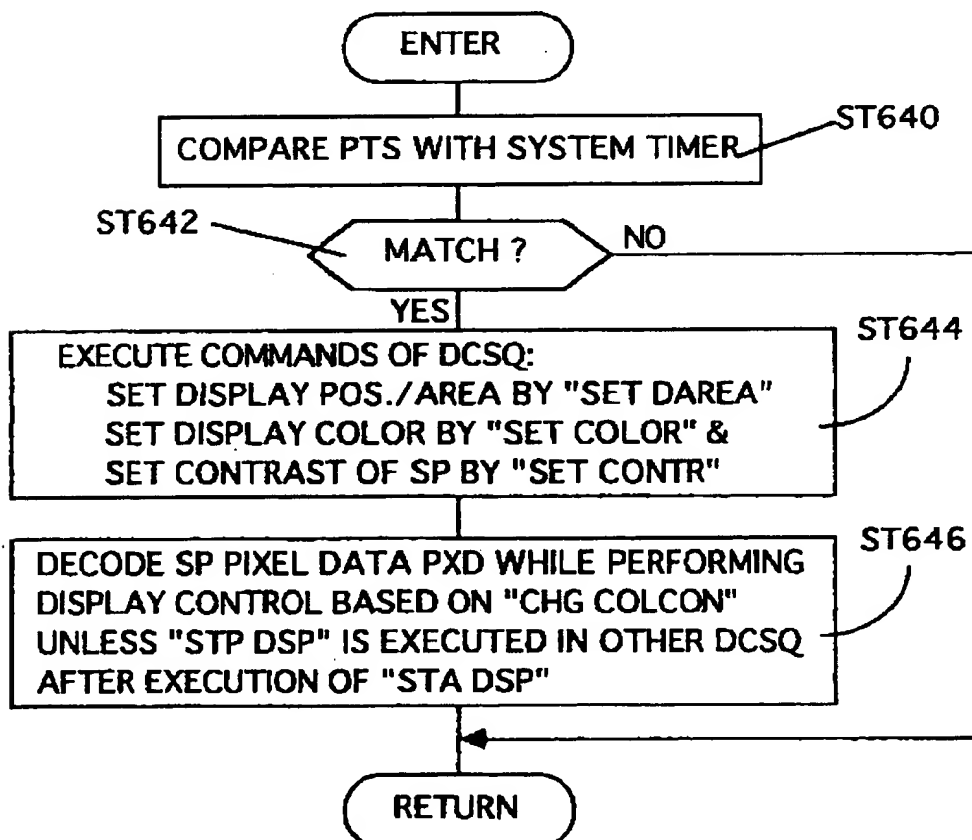 ENTER
COMPARE PTS WITH SYSTEM TIMER
ST640
ST642
MATCH ?
NO
YES
ST644
EXECUTE COMMANDS OF DCSQ:
SET DISPLAY POS./AREA BY "SET DAREA"
SET DISPLAY COLOR BY "SET COLOR" &
SET CONTRAST OF SP BY "SET CONTR"
ST646
DECODE SP PIXEL DATA PXD WHILE PERFORMING
DISPLAY CONTROL BASED ON "CHG COLCON"
UNLESS "STP DSP" IS EXECUTED IN OTHER DCSQ
AFTER EXECUTION OF "STA DSP"
RETURN